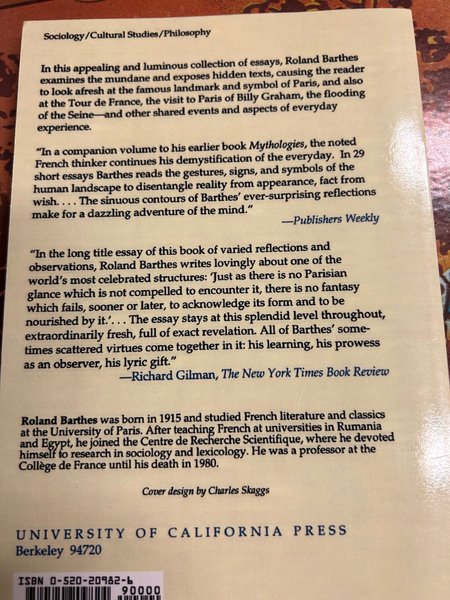 Sociology/Cultural Studies/Philosophy
In this appealing and luminous collection of essays, Roland Barthes
examines the mundane and exposes hidden texts, causing the reader
to look afresh at the famous landmark and symbol of Paris, and also
at the Tour de France, the visit to Paris of Billy Graham, the flooding
of the Seine—and other shared events and aspects of everyday
experience.
“In a companion volume to his earlier book Mythologies, the noted
French thinker continues his demystification of the everyday. In 29
short essays Barthes reads the gestures, signs, and symbols of the
human landscape to disentangle reality from appearance, fact from
wish. . . . The sinuous contours of Barthes’ ever-surprising reflections
make for a dazzling adventure of the mind.”
—Publishers Weekly
“In the long title essay of this book of varied reflections and
observations, Roland Barthes writes lovingly about one of the
world’s most celebrated structures: ‘Just as there is no Parisian
glance which is not compelled to encounter it, there is no fantasy
which fails, sooner or later, to acknowledge its form and to be
nourished by it.’. . . The essay stays at this splendid level throughout,
extraordinarily fresh, full of exact revelation. All of Barthes’ some-
times scattered virtues come together in it: his learning, his prowess
as an observer, his lyric gift.”
—Richard Gilman, The New York Times Book Review
Roland Barthes was born in 1915 and studied French literature and classics
at the University of Paris. After teaching French at universities in Rumania
and Egypt, he joined the Centre de Recherche Scientifique, where he devoted
himself to research in sociology and lexicology. He was a professor at the
Collège de France until his death in 1980.
Cover design by Charles Skaggs
UNIVERSITY OF CALIFORNIA PRESS
Berkeley 94720
ISBN 0-520-20982-6
90000